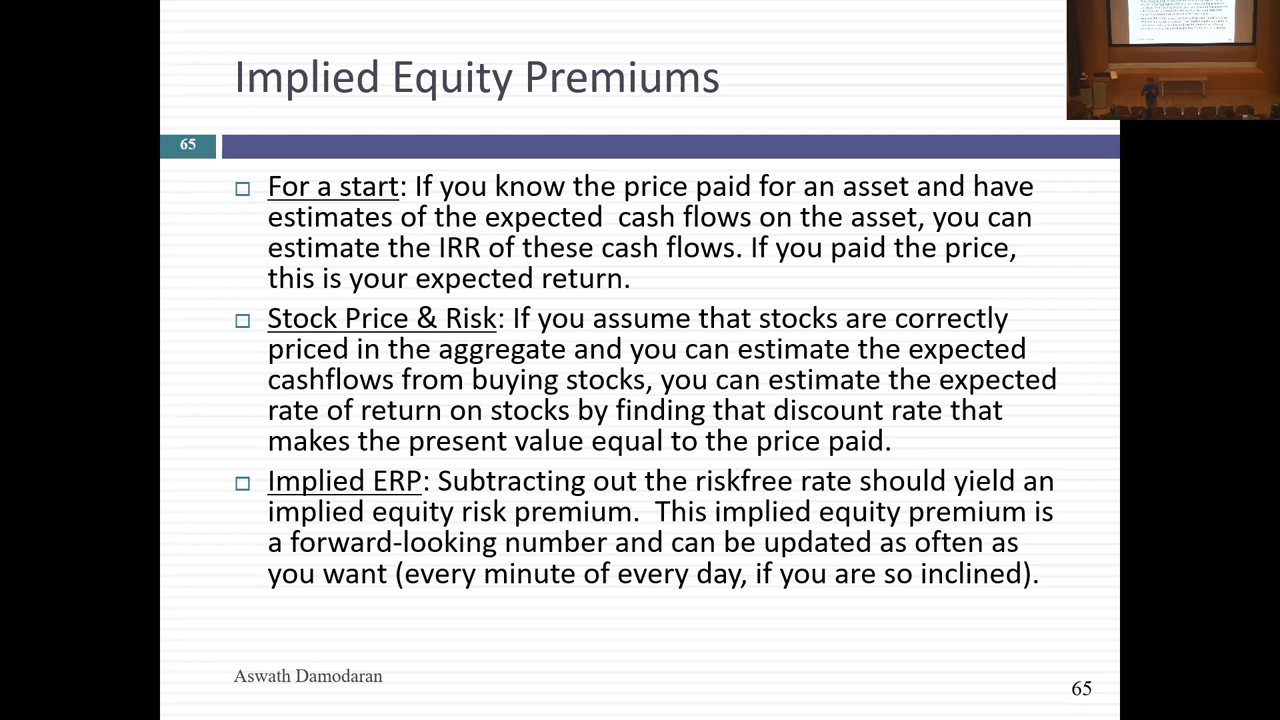 Implied Equity Premiums
65
For a start: If you know the price paid for an asset and have
estimates of the expected cash flows on the asset, you can
estimate the IRR of these cash flows. If you paid the price,
this is your expected return.
Stock Price & Risk: If you assume that stocks are correctly
priced in the aggregate and you can estimate the expected
cashflows from buying stocks, you can estimate the expected
rate of return on stocks by finding that discount rate that
makes the present value equal to the price paid.
Implied ERP: Subtracting out the riskfree rate should yield an
implied equity risk premium. This implied equity premium is
a forward-looking number and can be updated as often as
you want (every minute of every day, if you are so inclined).
Aswath Damodaran
65